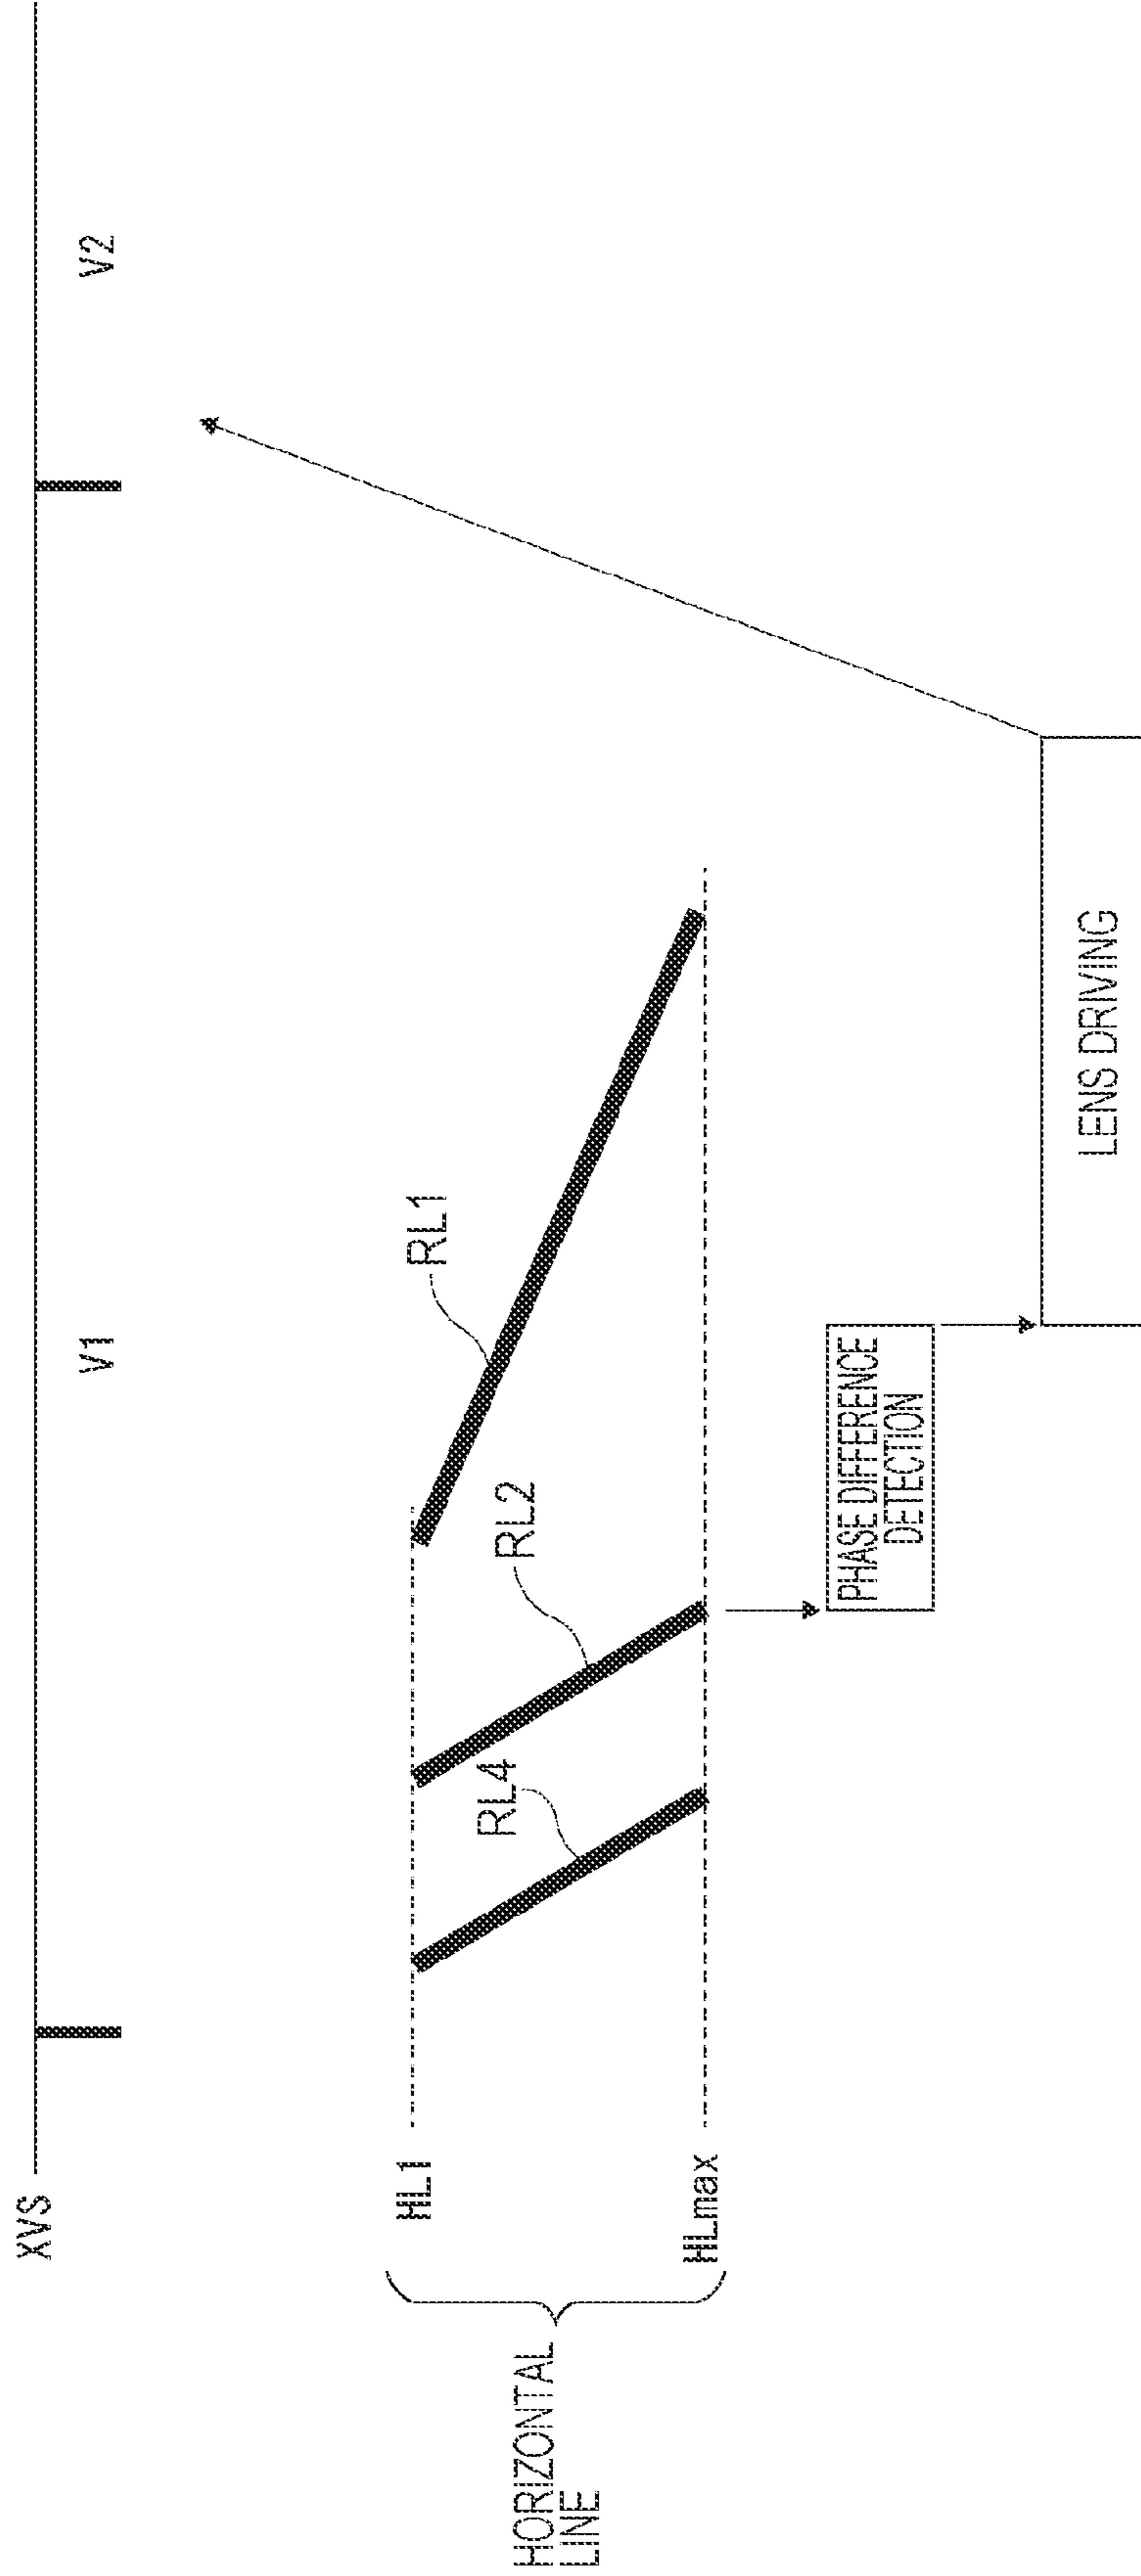 XVS
V1
V2
HORIZONTAL
LINE
HL1
HLmax
RL4
RL2
RL1
PHASE DIFFERENCE
DETECTION
LENS DRIVING